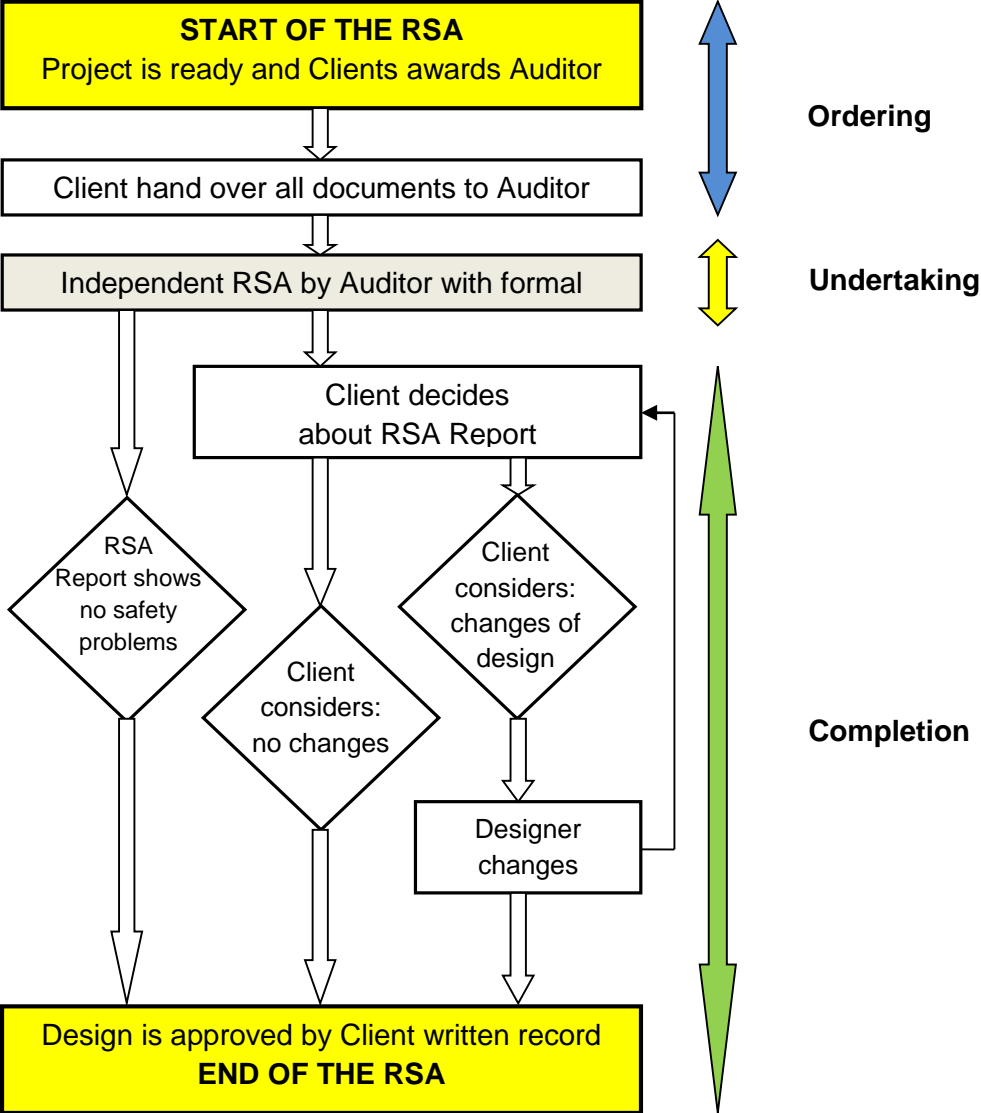 START OF THE RSA
Project is ready and Clients awards Auditor
Ordering
Client hand over all documents to Auditor
Independent RSA by Auditor with formal
Undertaking
Client decides
about RSA Report
RSA
Report shows
no safety
problems
Client
considers:
no changes
Client
considers:
changes of
design
Completion
Designer
changes
Design is approved by Client written record
END OF THE RSA